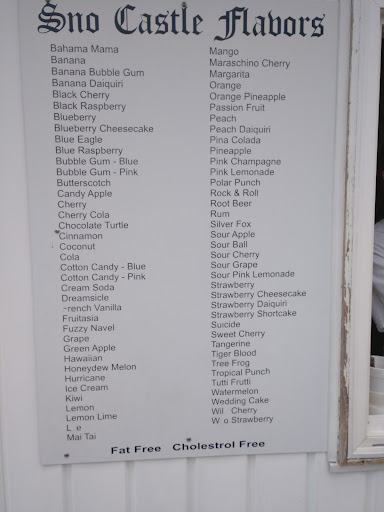 Sno Castle Flavors
Bahama Mama
Banana
Banana Bubble Gum
Banana Daiquiri
Black Cherry
Black Raspberry
Blueberry
Blueberry Cheesecake
Blue Eagle
Blue Raspberry
Bubble Gum - Blue
Bubble Gum - Pink
Butterscotch
Candy Apple
Cherry
Cherry Cola
Chocolate Turtle
Cinnamon
Coconut
Cola
Cotton Candy - Blue
Cotton Candy - Pink
Cream Soda
Dreamsicle
rench Vanilla
Fruitasia
Fuzzy Navel
Grape
Green Apple
Hawaiian
Honeydew Melon
Hurricane
Ice Cream
Kiwi
Lemon
Lemon Lime
L e
Mai Tai
Mango
Maraschino Cherry
Margarita
Orange
Orange Pineapple
Passion Fruit
Peach
Peach Daiquiri
Pina Colada
Pineapple
Pink Champagne
Pink Lemonade
Polar Punch
Rock & Roll
Root Beer
Rum
Silver Fox
Sour Apple
Sour Ball
Sour Cherry
Sour Grape
Sour Pink Lemonade
Strawberry
Strawberry Cheesecake
Strawberry Daiquiri
Strawberry Shortcake
Suicide
Sweet Cherry
Tangerine
Tiger Blood
Tree Frog
Tropical Punch
Tutti Frutti
Watermelon
Wedding Cake
Wil Cherry
W o Strawberry
Fat Free Cholestrol Free